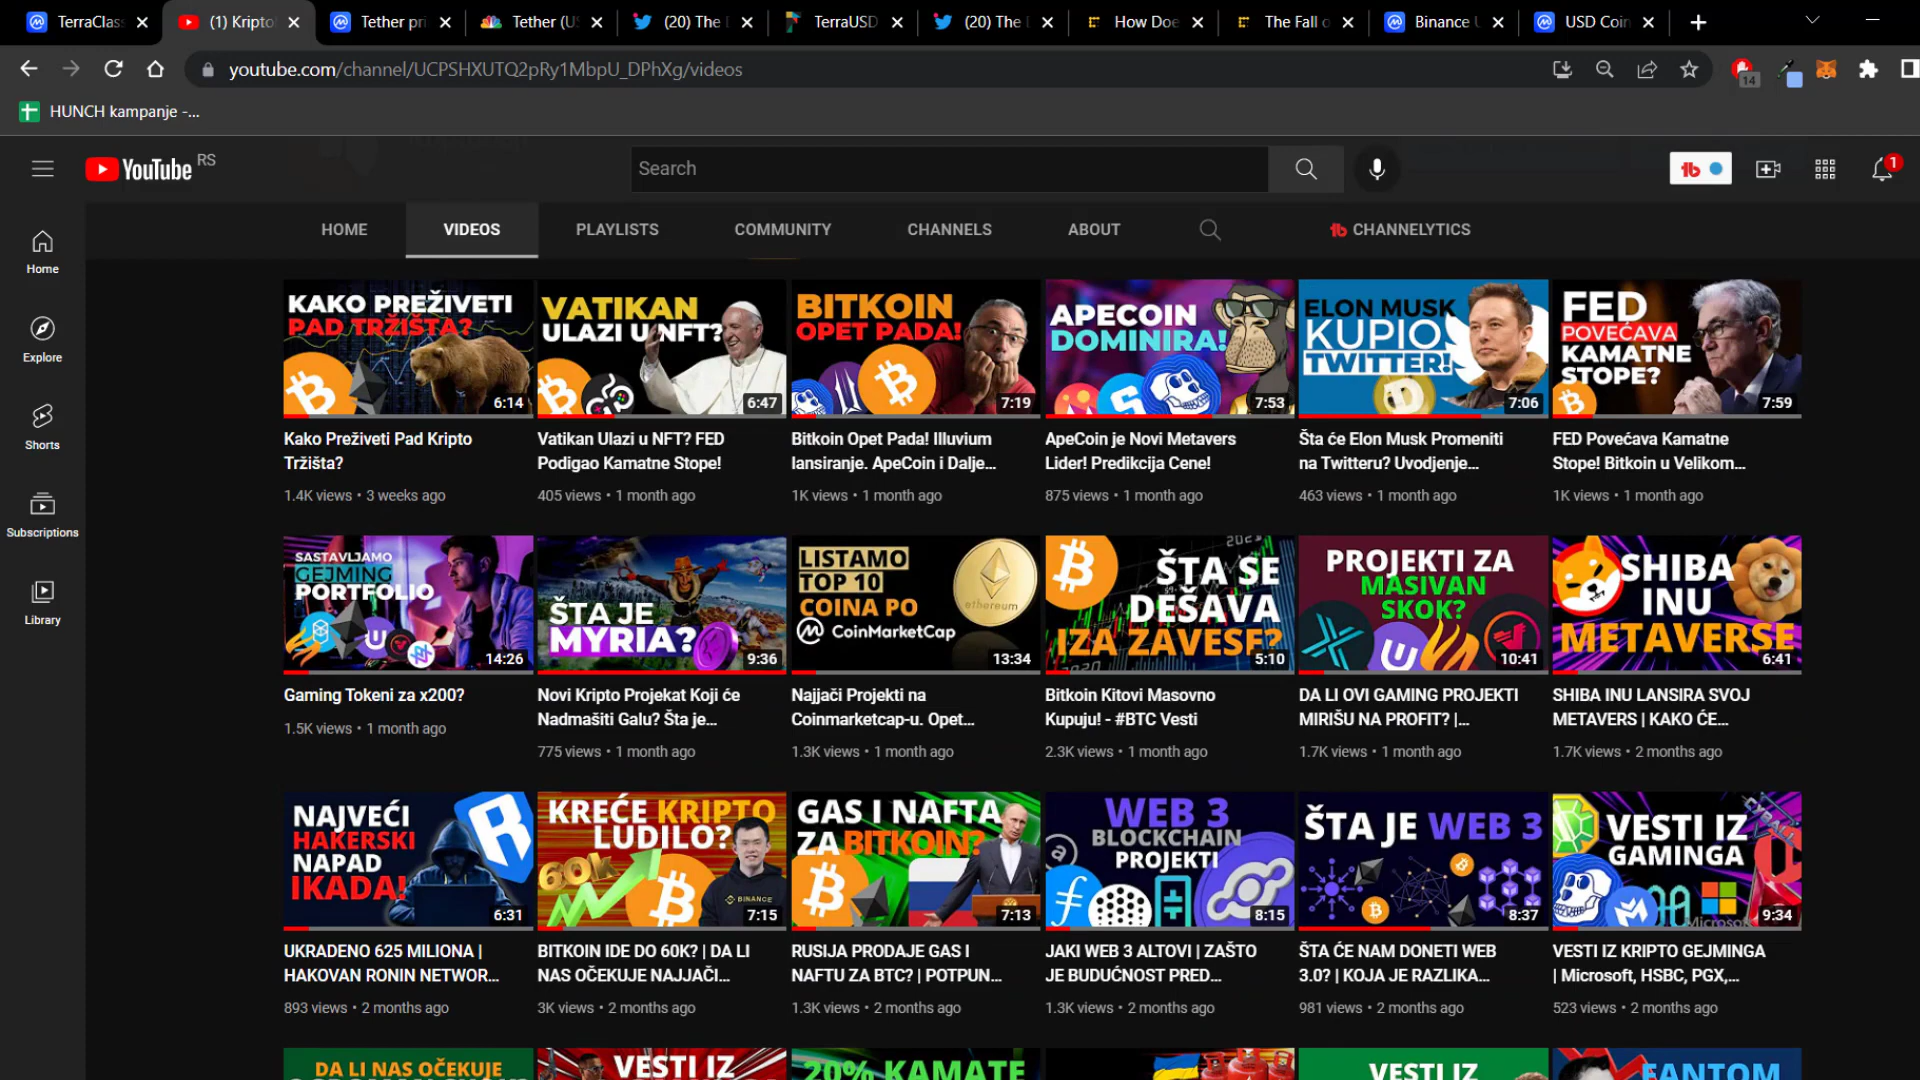 TerraClass
(1) Kripto
Tether pri
Tether (U
(20) The
TerraUSD
(20) The
How Doe
The Fall o
Binance U
USD Coin
youtube.com/channel/UCPSHXUTQ2pRy1MbpU_DPhXg/videos
14
HUNCH kampanje -...
YouTube RS
Search
1
HOME
VIDEOS
PLAYLISTS
COMMUNITY
CHANNELS
ABOUT
CHANNELYTICS
Home
Explore
Shorts
Subscriptions
Library
KAKO PREŽIVETI
PAD TRŽIŠTA?
6:14
VATIKAN
ULAZI U NFT?
6:47
BITKOIN
OPET PADA!
7:19
APECOIN
DOMINIRA!
7:53
ELON MUSK
KUPIO
TWITTER!
7:06
FED
POVEĆAVA
KAMATNE
STOPE?
7:59
Kako Preživeti Pad Kripto
Tržišta?
1.4K views • 3 weeks ago
Vatikan Ulazi u NFT? FED
Podigao Kamatne Stope!
405 views • 1 month ago
Bitkoin Opet Pada! Illuvium
lansiranje. ApeCoin i Dalje...
1K views • 1 month ago
ApeCoin je Novi Metavers
Lider! Predikcija Cene!
875 views • 1 month ago
Šta će Elon Musk Promeniti
na Twitteru? Uvodjenje...
463 views • 1 month ago
FED Povećava Kamatne
Stope! Bitkoin u Velikom...
1K views • 1 month ago
SASTAVLJAMO
GEJMING
PORTFOLIO
14:26
ŠTA JE
MYRIA?
9:36
LISTAMO
TOP 10
COINA PO
CoinMarketCap
ethereum
13:34
ŠTA SE
DEŠAVA
IZA ZAVESE?
5:10
PROJEKTI ZA
MASIVAN
SKOK?
10:41
SHIBA
INU
METAVERSE
6:41
Gaming Tokeni za x200?
1.5K views • 1 month ago
Novi Kripto Projekat Koji će
Nadmašiti Galu? Šta je...
775 views • 1 month ago
Najjači Projekti na
Coinmarketcap-u. Opet...
1.3K views • 1 month ago
Bitkoin Kitovi Masovno
Kupuju! - #BTC Vesti
2.3K views • 1 month ago
DA LI OVI GAMING PROJEKTI
MIRIŠU NA PROFIT? |...
1.7K views • 1 month ago
SHIBA INU LANSIRA SVOJ
METAVERS | KAKO ĆE...
1.7K views • 2 months ago
NAJVEĆI
HAKERSKI
NAPAD
IKADA!
6:31
KREĆE KRIPTO
LUDILO?
60k
BINANCE
7:15
GAS I NAFTA
ZA BITKOIN?
7:13
WEB 3
BLOCKCHAIN
PROJEKTI
8:15
ŠTA JE WEB 3
8:37
VESTI IZ
GAMINGA
Microsoft
9:34
UKRADENO 625 MILIONA |
HAKOVAN RONIN NETWOR...
893 views • 2 months ago
BITKOIN IDE DO 60K? | DA LI
NAS OČEKUJE NAJJAČI...
3K views • 2 months ago
RUSIJA PRODAJE GAS I
NAFTU ZA BTC? | POTPUN...
1.3K views • 2 months ago
JAKI WEB 3 ALTOVI | ZAŠTO
JE BUDUĆNOST PRED...
1.3K views • 2 months ago
ŠTA ĆE NAM DONETI WEB
3.0? | KOJA JE RAZLIKA...
981 views • 2 months ago
VESTI IZ KRIPTO GEJMINGA
| Microsoft, HSBC, PGX,...
523 views • 2 months ago
DA LI NAS OČEKUJE
VESTI IZ
20% KAMATE
VESTI IZ
FANTOM